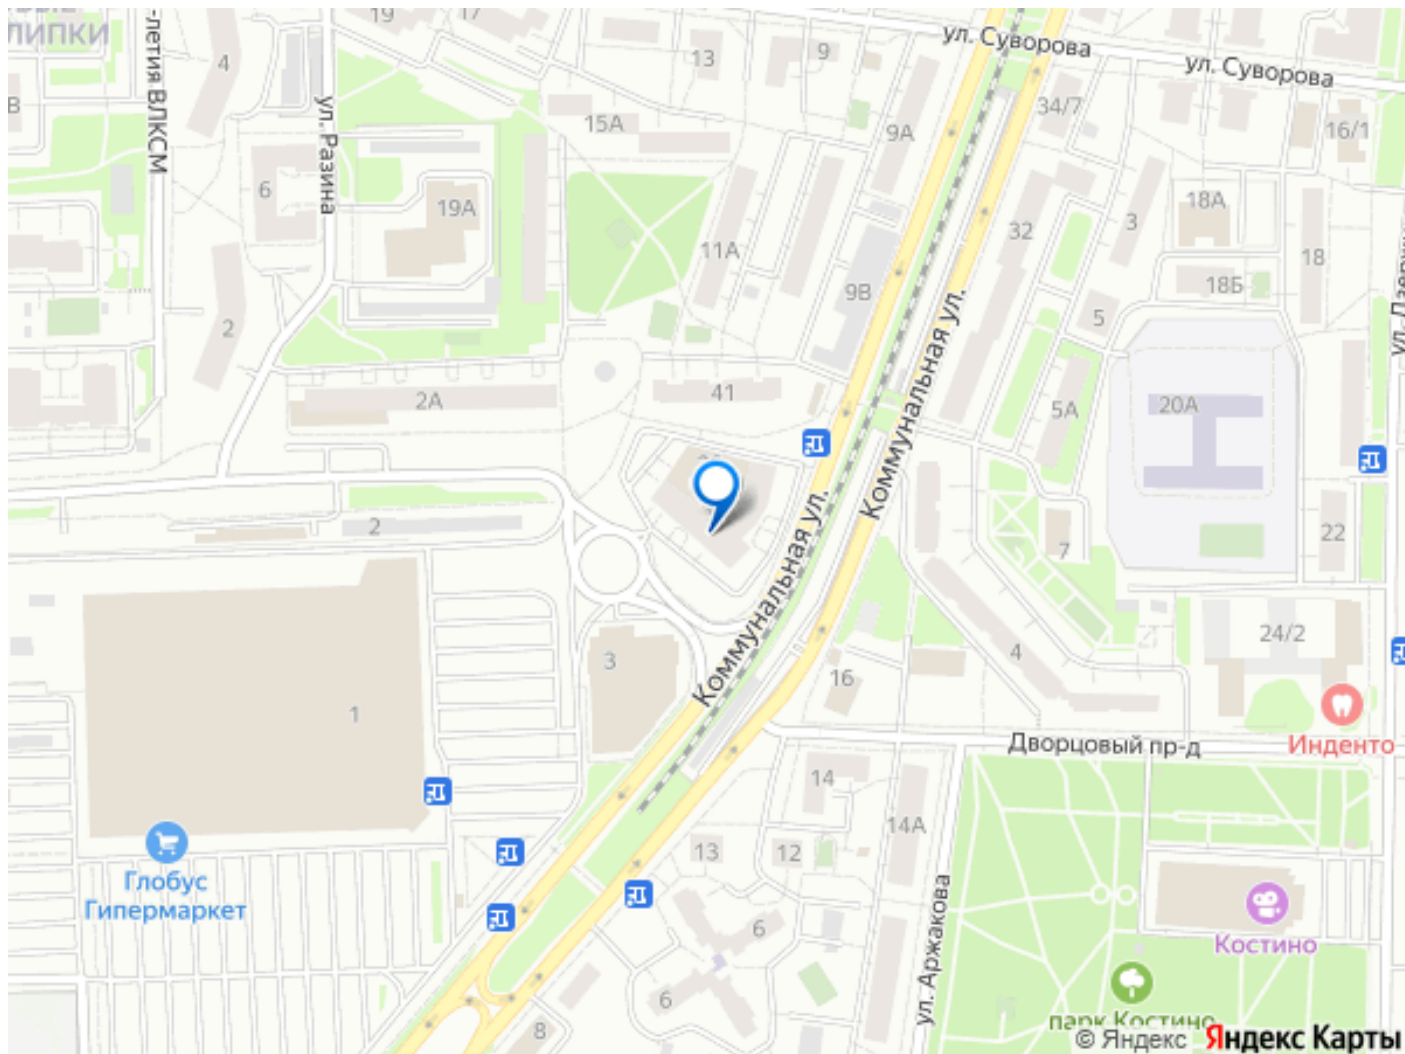 ЛИПКИ
-летия ВЛКСМ
4
19
17
13
9
ул. Суворова
ул. Суворова
34/7
16/1
В
ул. Разина
15А
9А
6
19А
11А
32
3
18А
18
18Б
9В
5
2
Коммунальная ул.
2А
41
5А
20А
2
Коммунальная ул.
7
22
3
4
24/2
16
1
Дворцовый пр-д
Инденто
14
14А
13
12
Глобус
Гипермаркет
ул. Аржакова
6
6
Костино
8
парк Костино
© Яндекс
Яндекс Карты